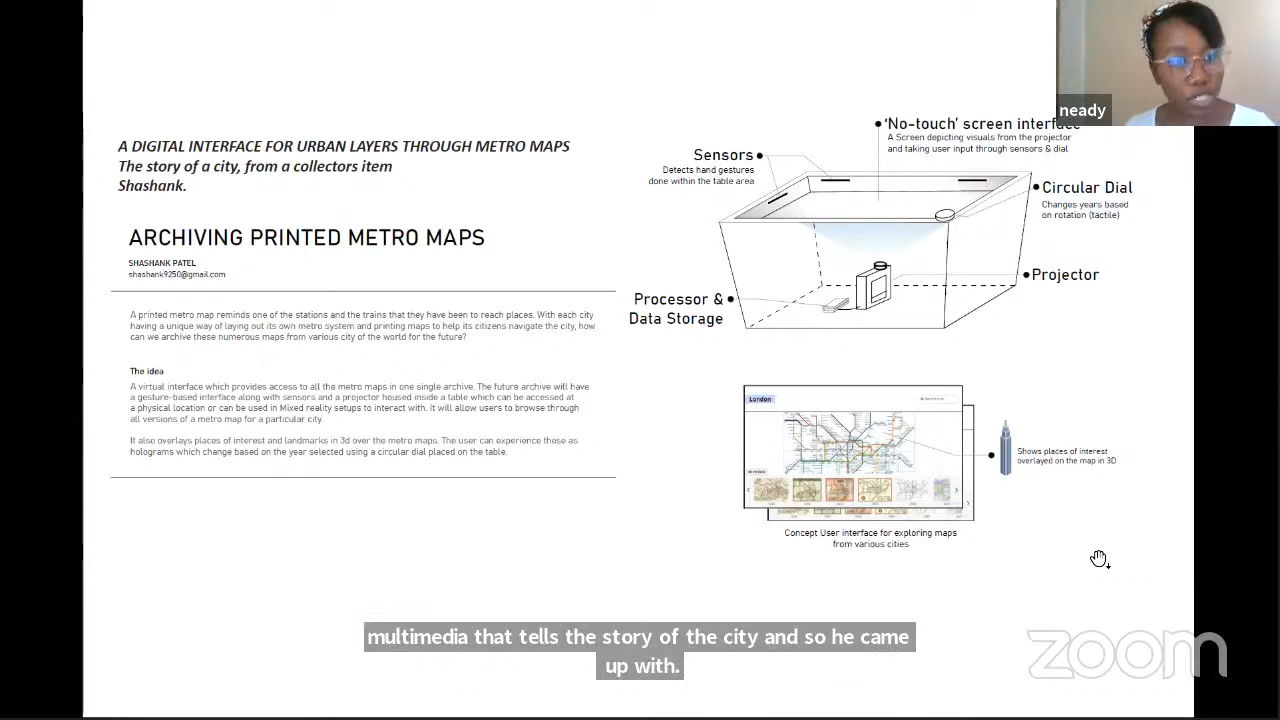 A DIGITAL INTERFACE FOR URBAN LAYERS THROUGH METRO MAPS
The story of a city, from a collectors item
Shashank.
ARCHIVING PRINTED METRO MAPS
SHASHANK PATEL
shashank9250@gmail.com
A printed metro map reminds one of the stations and the trains that they have been to reach places. With each city
having a unique way of laying out its own metro system and printing maps to help its citizens navigate the city, how
can we archive these numerous maps from various city of the world for the future?
The idea
A virtual interface which provides access to all the metro maps in one single archive. The future archive will have
a gesture-based interface along with sensors and a projector housed inside a table which can be accessed at
a physical location or can be used in Mixed reality setups to interact with. It will allow users to browse through
all versions of a metro map for a particular city.
It also overlays places of interest and landmarks in 3d over the metro maps. The user can experience these as
holograms which change based on the year selected using a circular dial placed on the table.
'No-touch' screen interface
A Screen depicting visuals from the projector
and taking user input through sensors & dial
Sensors
Detects hand gestures
done within the table area
Circular Dial
Changes years based
on rotation (tactile)
Projector
Processor &
Data Storage
London
Shows places of interest
overlayed on the map in 3D
Concept User interface for exploring maps
from various cities
neady
multimedia that tells the story of the city and so he came
up with.
zoom